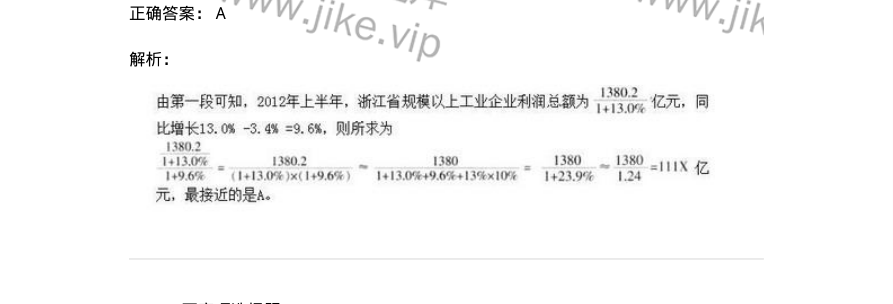 正确答案： A
www.jike.vip
解析：
由第一段可知，2012年上半年，浙江省规模以上工业企业利润总额为 1380.2/(1+13.0%) 亿元，同
比增长13.0% -3.4% =9.6%，则所求为
(1380.2/(1+13.0%))/(1+9.6%) = 1380.2/((1+13.0%)×(1+9.6%)) ≈ 1380/(1+13.0%+9.6%+13%×10%) = 1380/(1+23.9%) ≈ 1380/1.24 =111X 亿
元，最接近的是A。